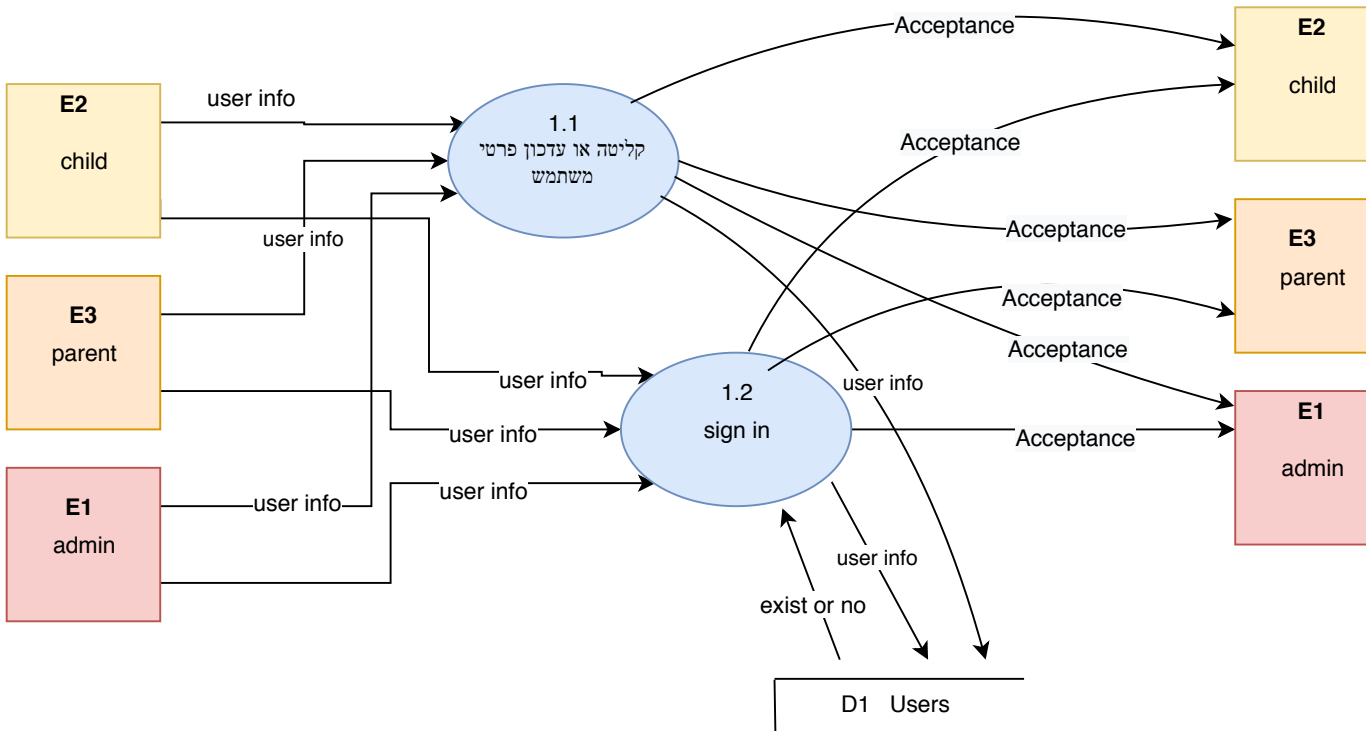 E2
child
E3
parent
E1
admin
user info
user info
user info
user info
user info
user info
1.1
קליטה או עדכון פרטי
משתמש
1.2
sign in
Acceptance
Acceptance
Acceptance
Acceptance
Acceptance
Acceptance
user info
user info
exist or no
D1 Users
E2
child
E3
parent
E1
admin